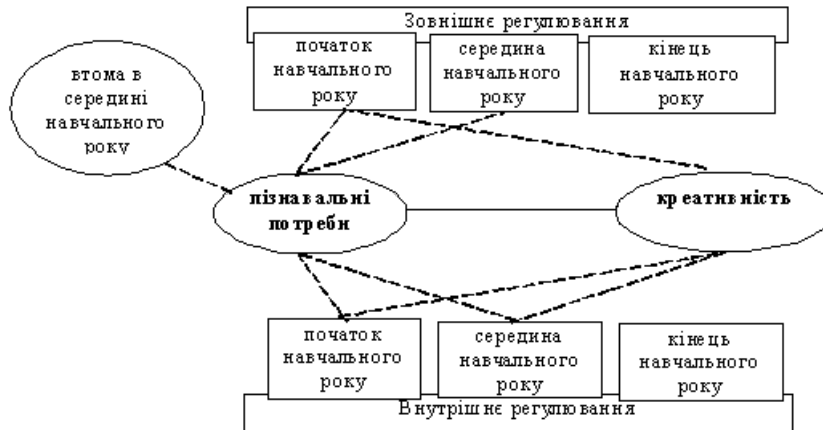 Зовнішнє регулювання
початок
навчального
року
середина
навчального
року
кінець
навчального
року
втома в
середині
навчального
року
пізнавальні
потреби
креативність
початок
навчального
року
середина
навчального
року
кінець
навчального
року
Внутрішнє регулювання